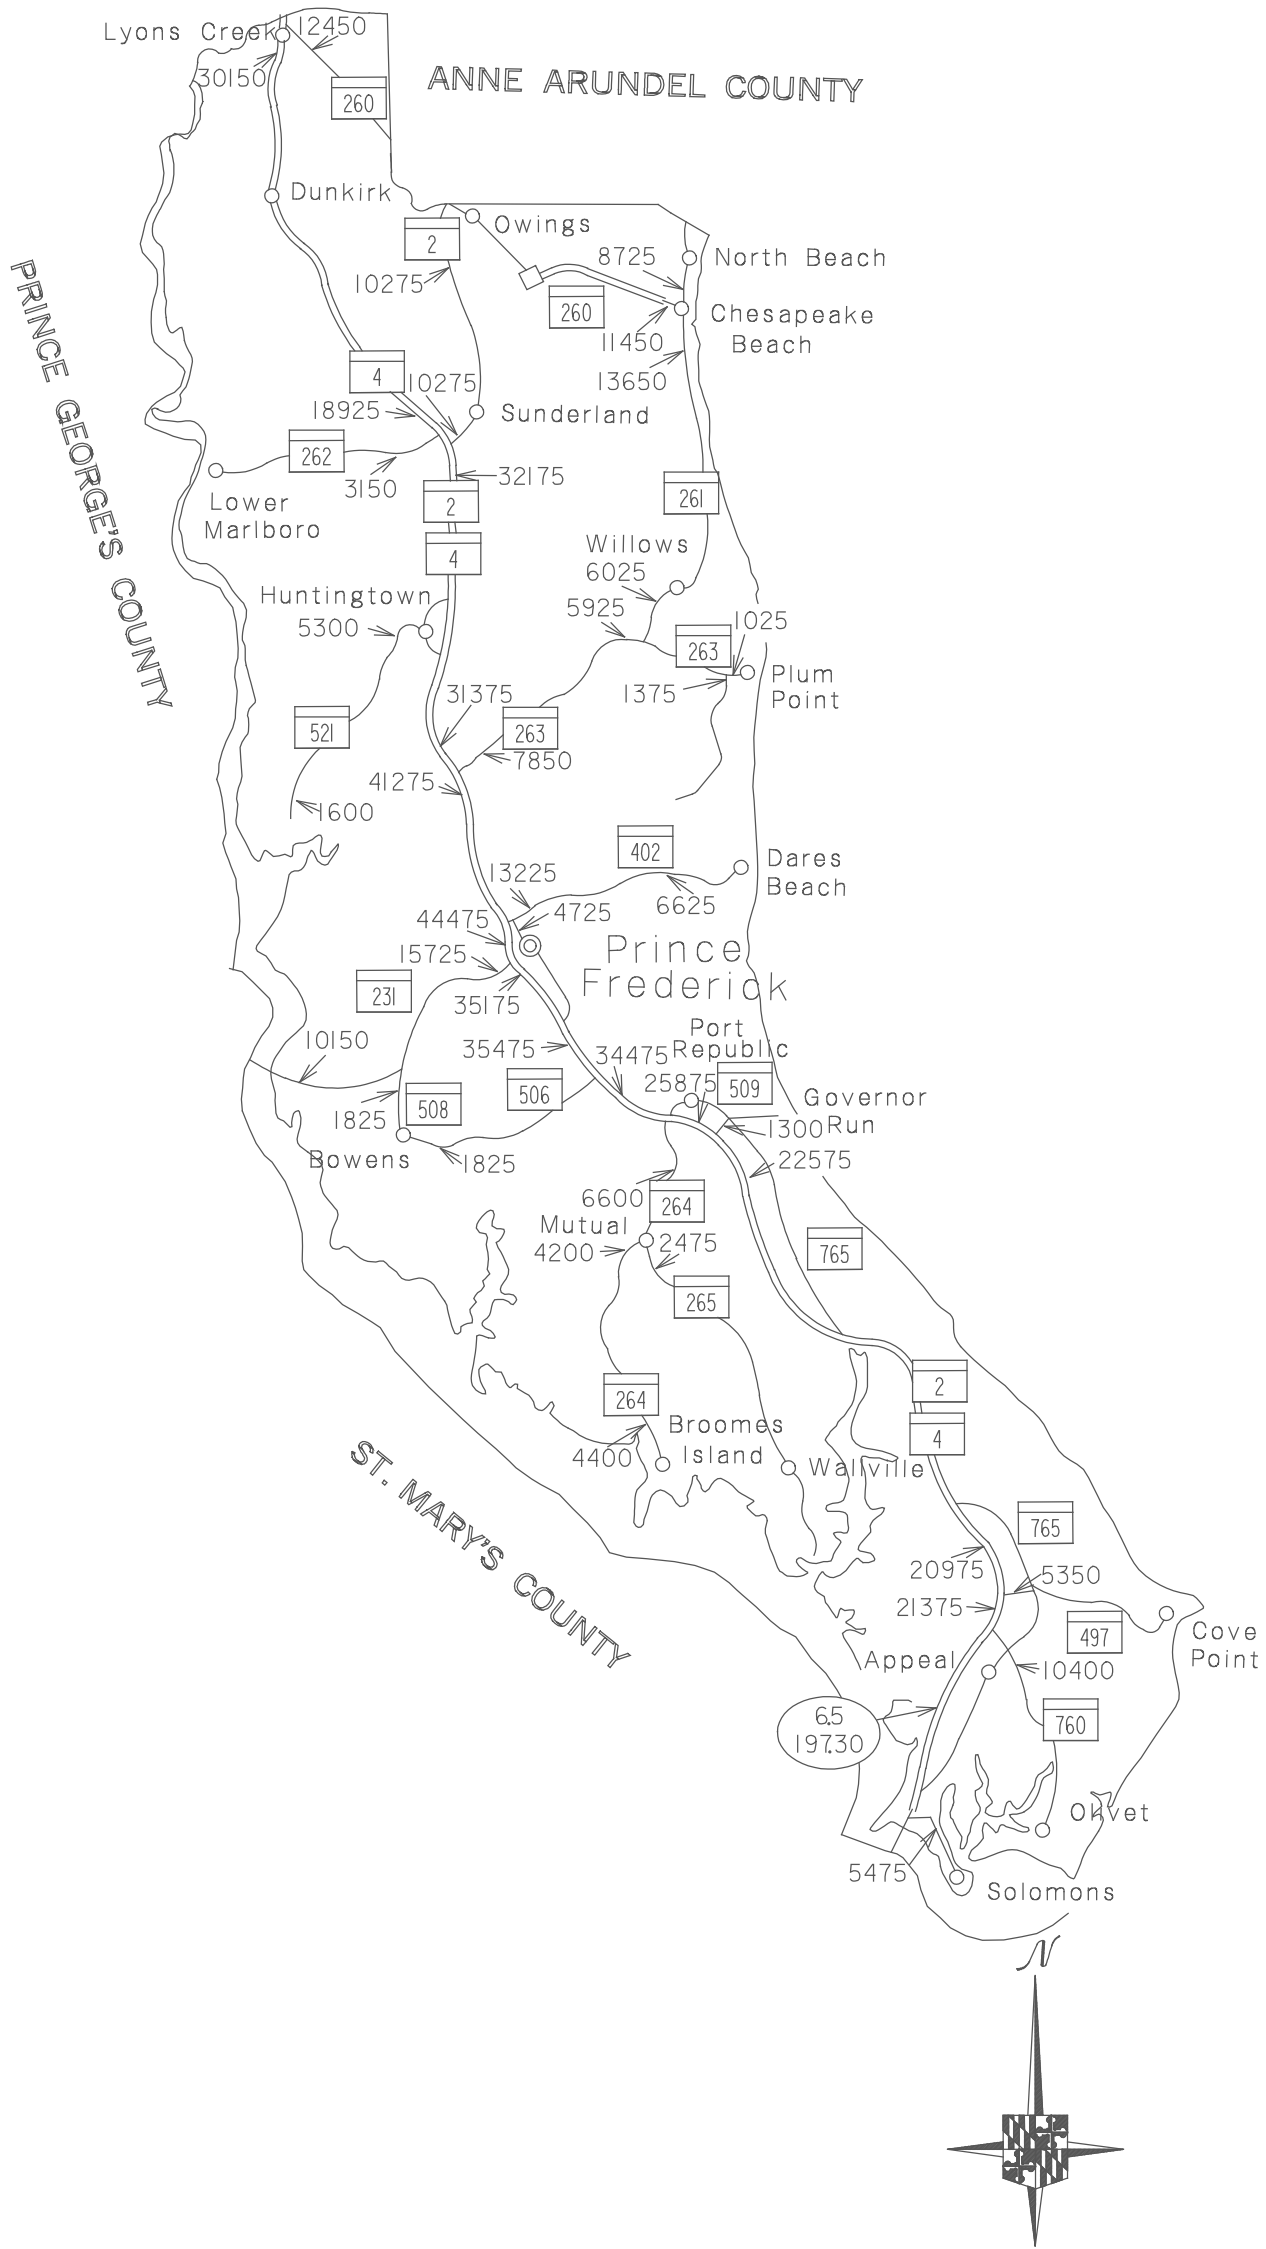 Lyons Creek
12450
30150
260
ANNE ARUNDEL COUNTY
Dunkirk
2
Owings
10275
8725
North Beach
260
Chesapeake
Beach
11450
13650
PRINCE GEORGE'S COUNTY
4
10275
18925
Sunderland
262
3150
32175
Lower
Marlboro
2
261
4
Willows
6025
Huntingtown
5300
5925
1025
263
1375
Plum
Point
31375
521
263
7850
41275
1600
402
Dares
Beach
13225
6625
4725
44475
15725
Prince
Frederick
231
35175
Port
Republic
10150
35475
34475
25875
509
506
508
1825
Governor
Run
1300
Bowens
1825
22575
6600
264
Mutual
4200
2475
765
265
2
264
4
Broomes
Island
4400
Wallville
ST. MARY'S COUNTY
765
20975
5350
21375
497
Cove
Point
Appeal
10400
6.5
197.30
760
Olivet
5475
Solomons
N